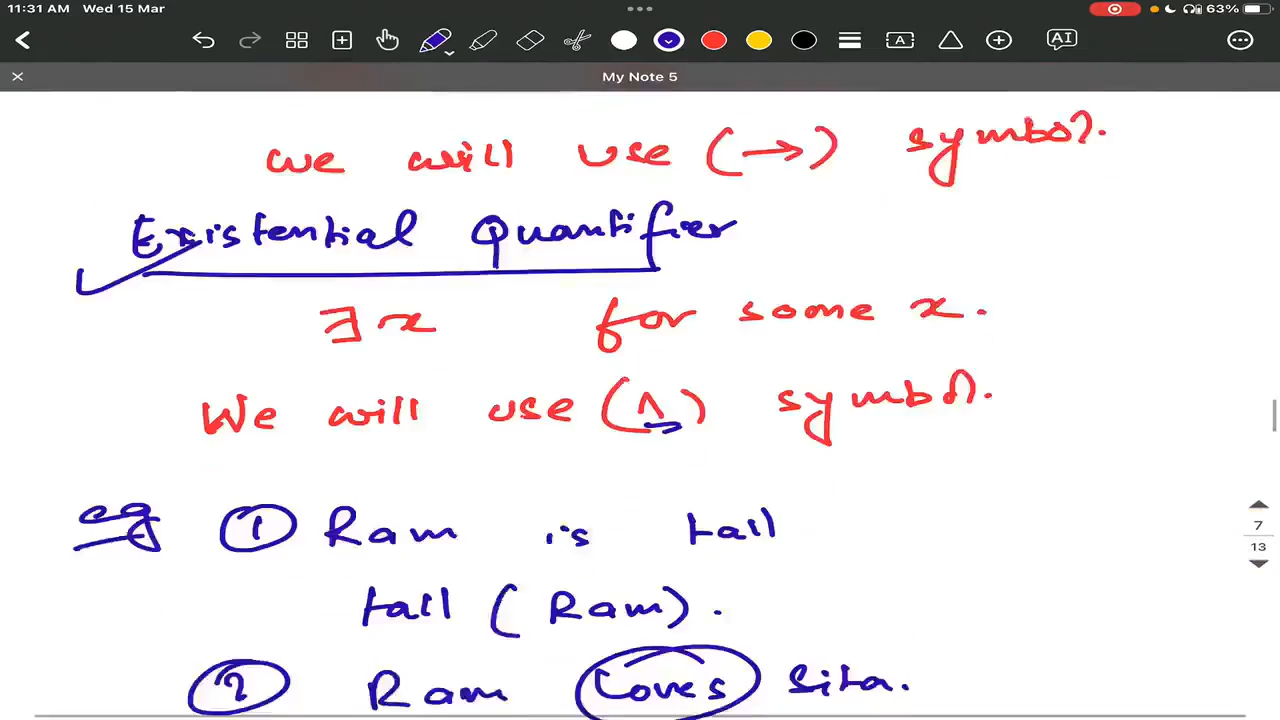 11:31 AM Wed 15 Mar
63%
A
AI
My Note 5
we will use (→) symbol.
Existential Quantifier
∃x for some x.
We will use (∧) symbol.
eg ① Ram is tall
tall (Ram).
② Ram loves Sita.
7
13